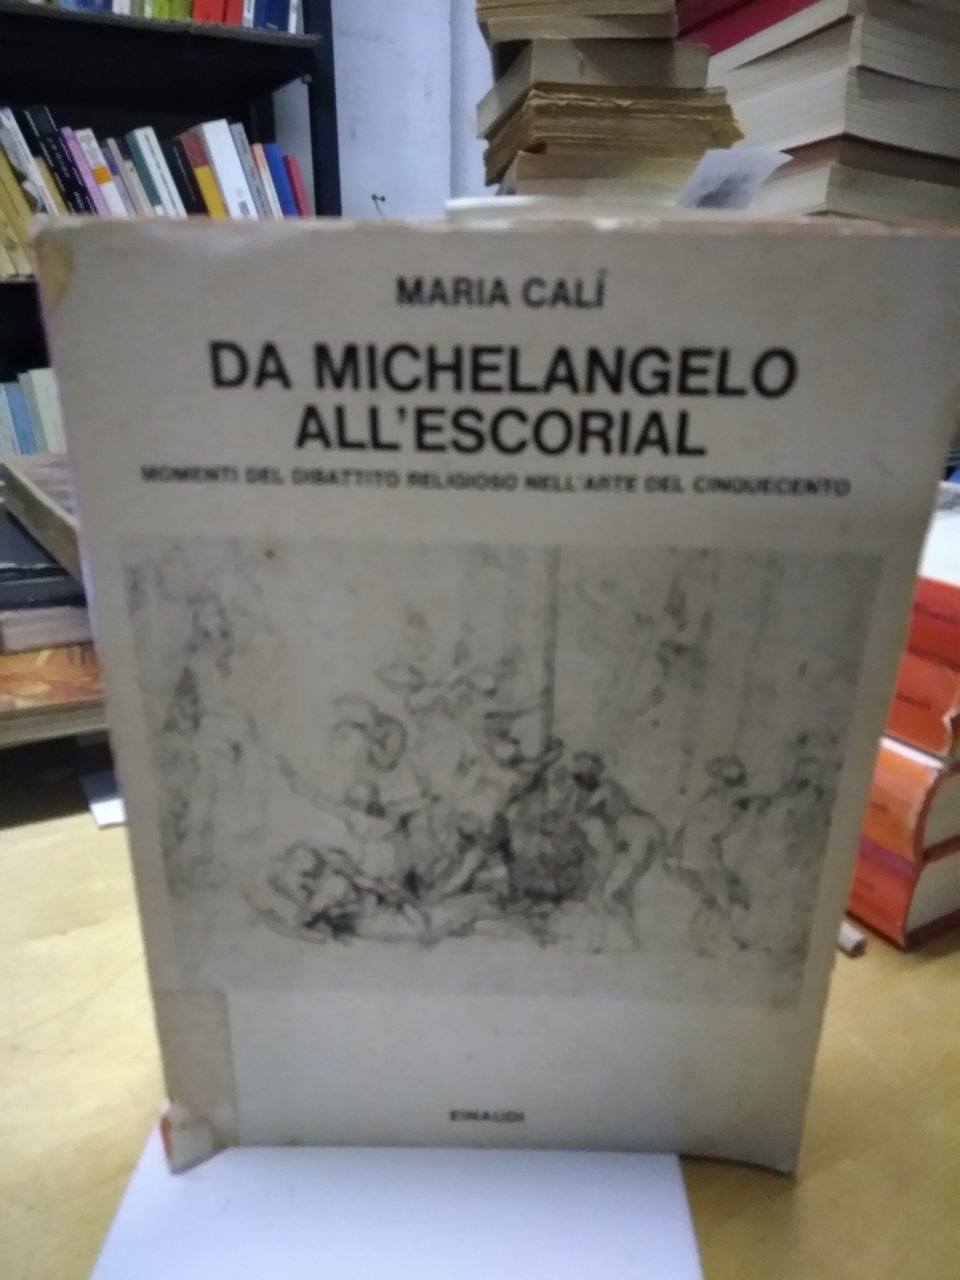 MARIA CALÍ
DA MICHELANGELO
ALL'ESCORIAL
MOMENTI DEL DIBATTITO RELIGIOSO NELL'ARTE DEL CINQUECENTO
EINAUDI